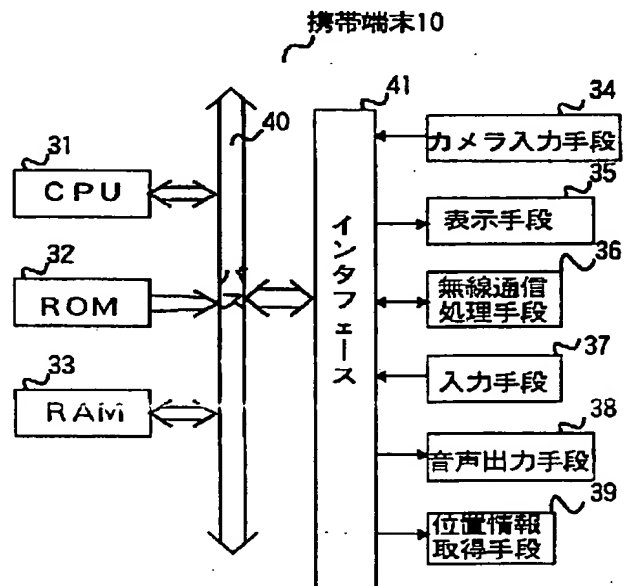 携帯端末10
41
34
カメラ入力手段
40
31
CPU
35
表示手段
32
ROM
バス
インタフェース
36
無線通信
処理手段
33
RAM
37
入力手段
38
音声出力手段
39
位置情報
取得手段